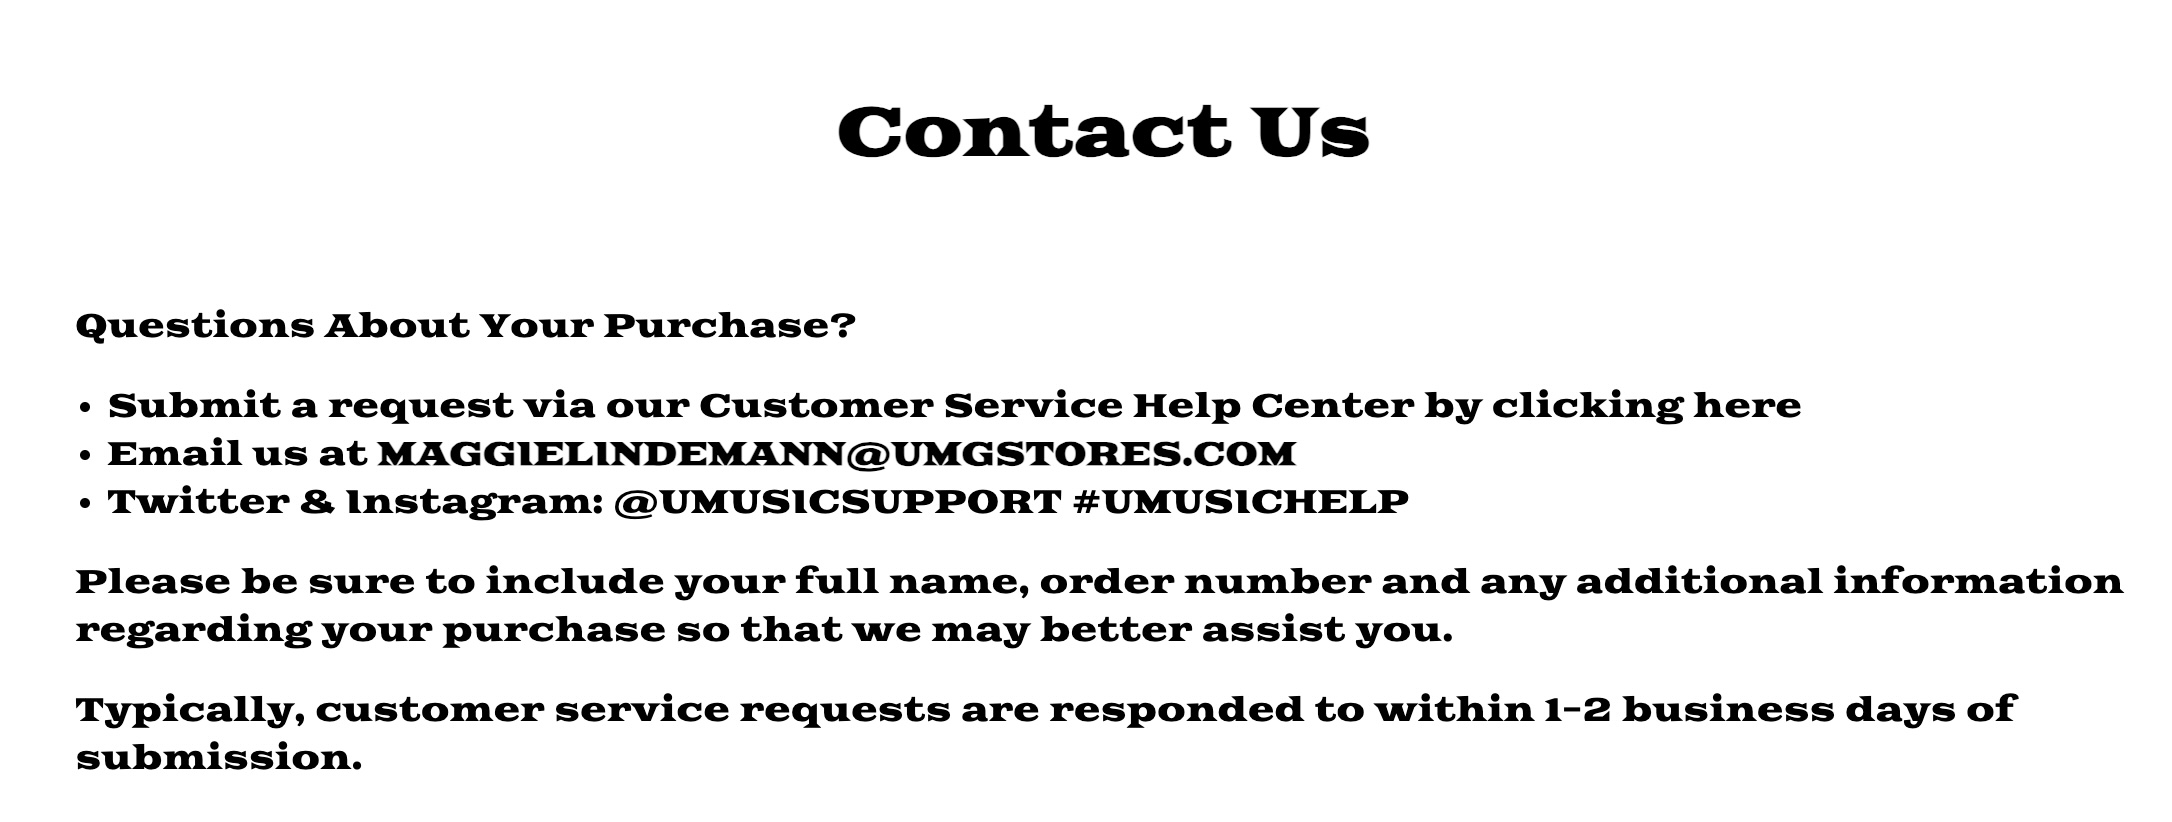 Contact Us
Questions About Your Purchase?
• Submit a request via our Customer Service Help Center by clicking here
• Email us at MAGGIELINDEMANN@UMGSTORES.COM
• Twitter & Instagram: @UMUSICSUPPORT #UMUSICHELP
Please be sure to include your full name, order number and any additional information
regarding your purchase so that we may better assist you.
Typically, customer service requests are responded to within 1-2 business days of
submission.